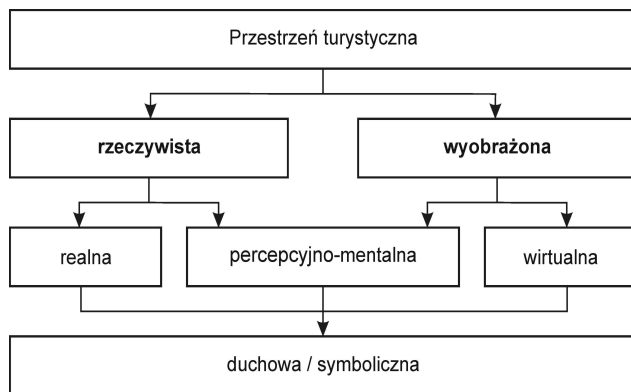 Przestrzeń turystyczna
rzeczywista
wyobrażona
realna
percepcyjno-mentalna
wirtualna
duchowa / symboliczna